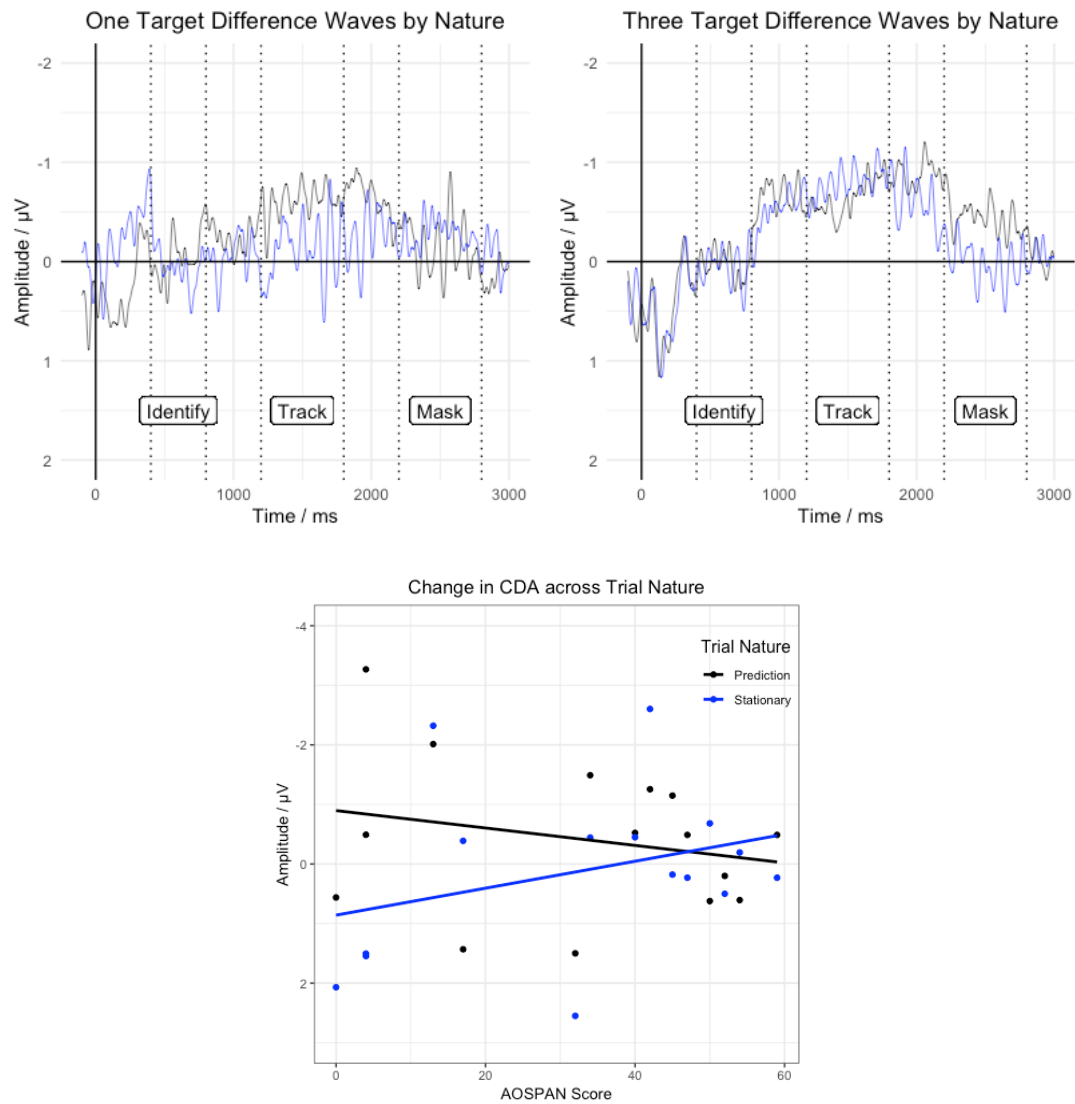 One Target Difference Waves by Nature
-2
-1
0
1
2
Amplitude / µV
Identify
Track
Mask
0
1000
2000
3000
Time / ms
Three Target Difference Waves by Nature
-2
-1
0
1
2
Amplitude / µV
Identify
Track
Mask
0
1000
2000
3000
Time / ms
Change in CDA across Trial Nature
-4
-2
0
2
Amplitude / µV
Trial Nature
Prediction
Stationary
0
20
40
60
AOSPAN Score